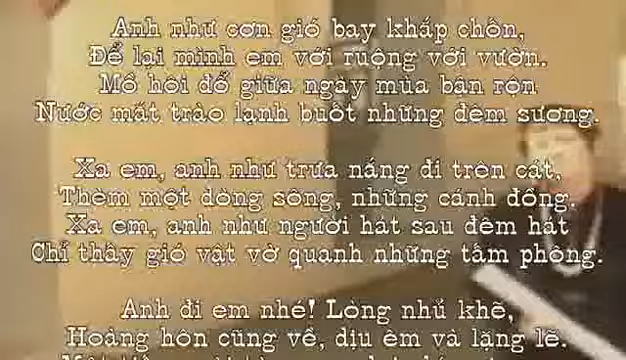 Anh như cơn gió bay khắp chốn,
Để lại mình em với ruộng với vườn.
Mồ hôi đổ giữa ngày mùa bận rộn
Nước mắt trào lạnh buốt những đêm sương.
Xa em, anh như trưa nắng đi trên cát,
Thèm một dòng sông, những cánh đồng.
Xa em, anh như người hát sau đêm hát
Chỉ thấy gió vật vờ quanh những tấm phông.
Anh đi em nhé! Lòng nhủ khẽ,
Hoàng hôn cũng về, dịu êm và lặng lẽ.